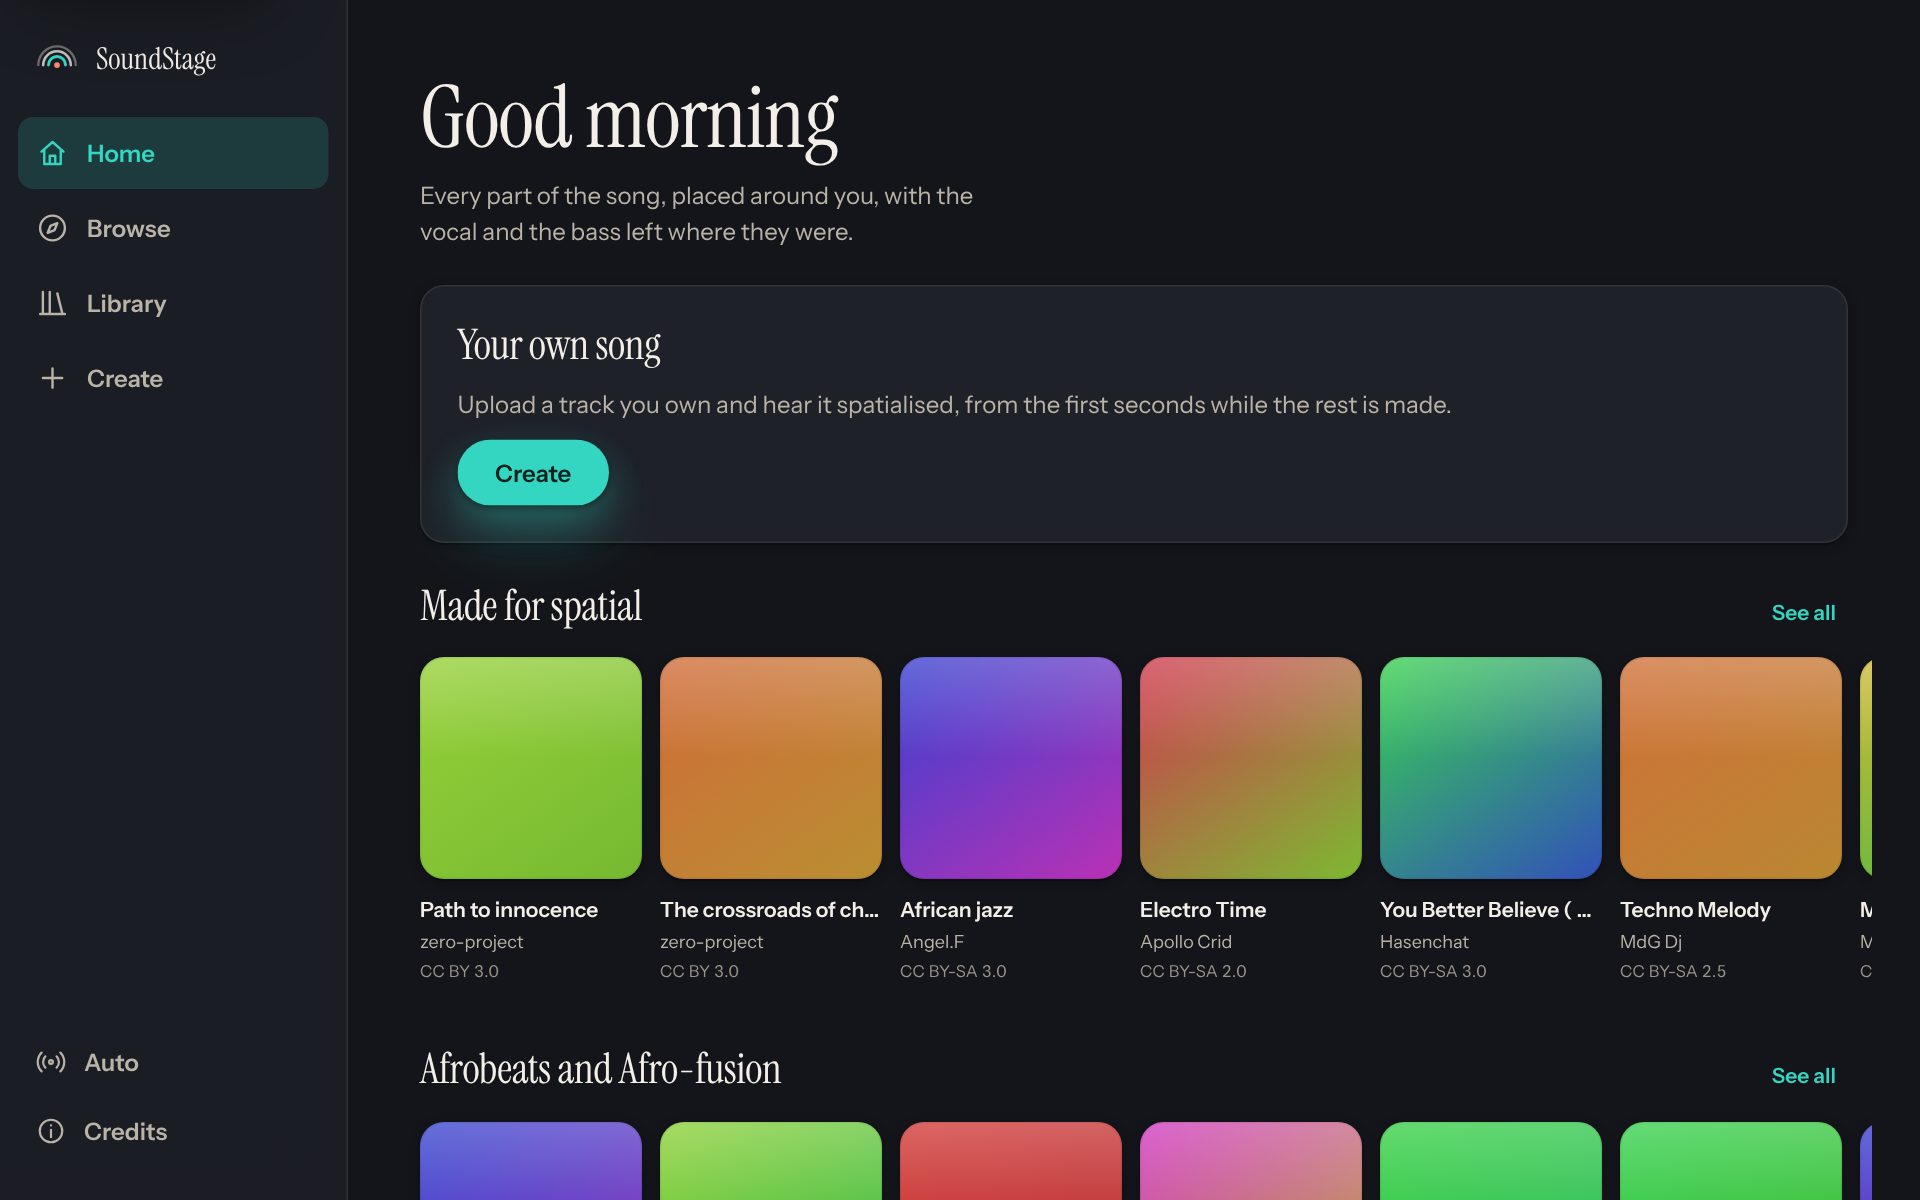 SoundStage
Home
Browse
Library
Create
Auto
Credits
Good morning
Every part of the song, placed around you, with the
vocal and the bass left where they were.
Your own song
Upload a track you own and hear it spatialised, from the first seconds while the rest is made.
Create
Made for spatial
See all
Path to innocence
zero-project
CC BY 3.0
The crossroads of ch...
zero-project
CC BY 3.0
African jazz
Angel.F
CC BY-SA 3.0
Electro Time
Apollo Crid
CC BY-SA 2.0
You Better Believe ( ...
Hasenchat
CC BY-SA 3.0
Techno Melody
MdG Dj
CC BY-SA 2.5
Afrobeats and Afro-fusion
See all